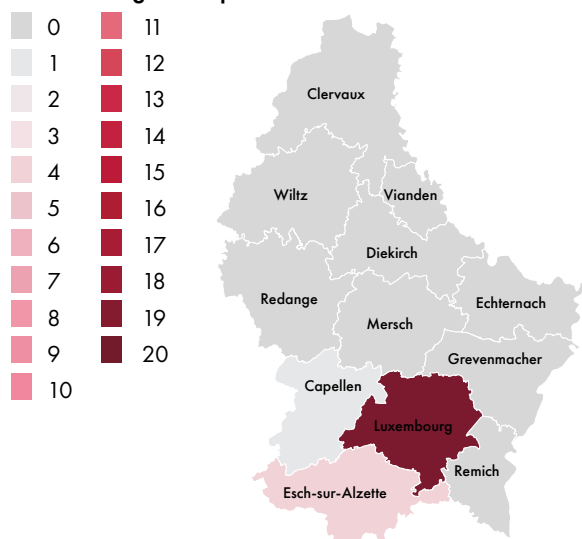 0
1
2
3
4
5
6
7
8
9
10
11
12
13
14
15
16
17
18
19
20
Clervaux
Wiltz
Vianden
Diekirch
Redange
Echternach
Mersch
Grevenmacher
Capellen
Luxembourg
Remich
Esch-sur-Alzette